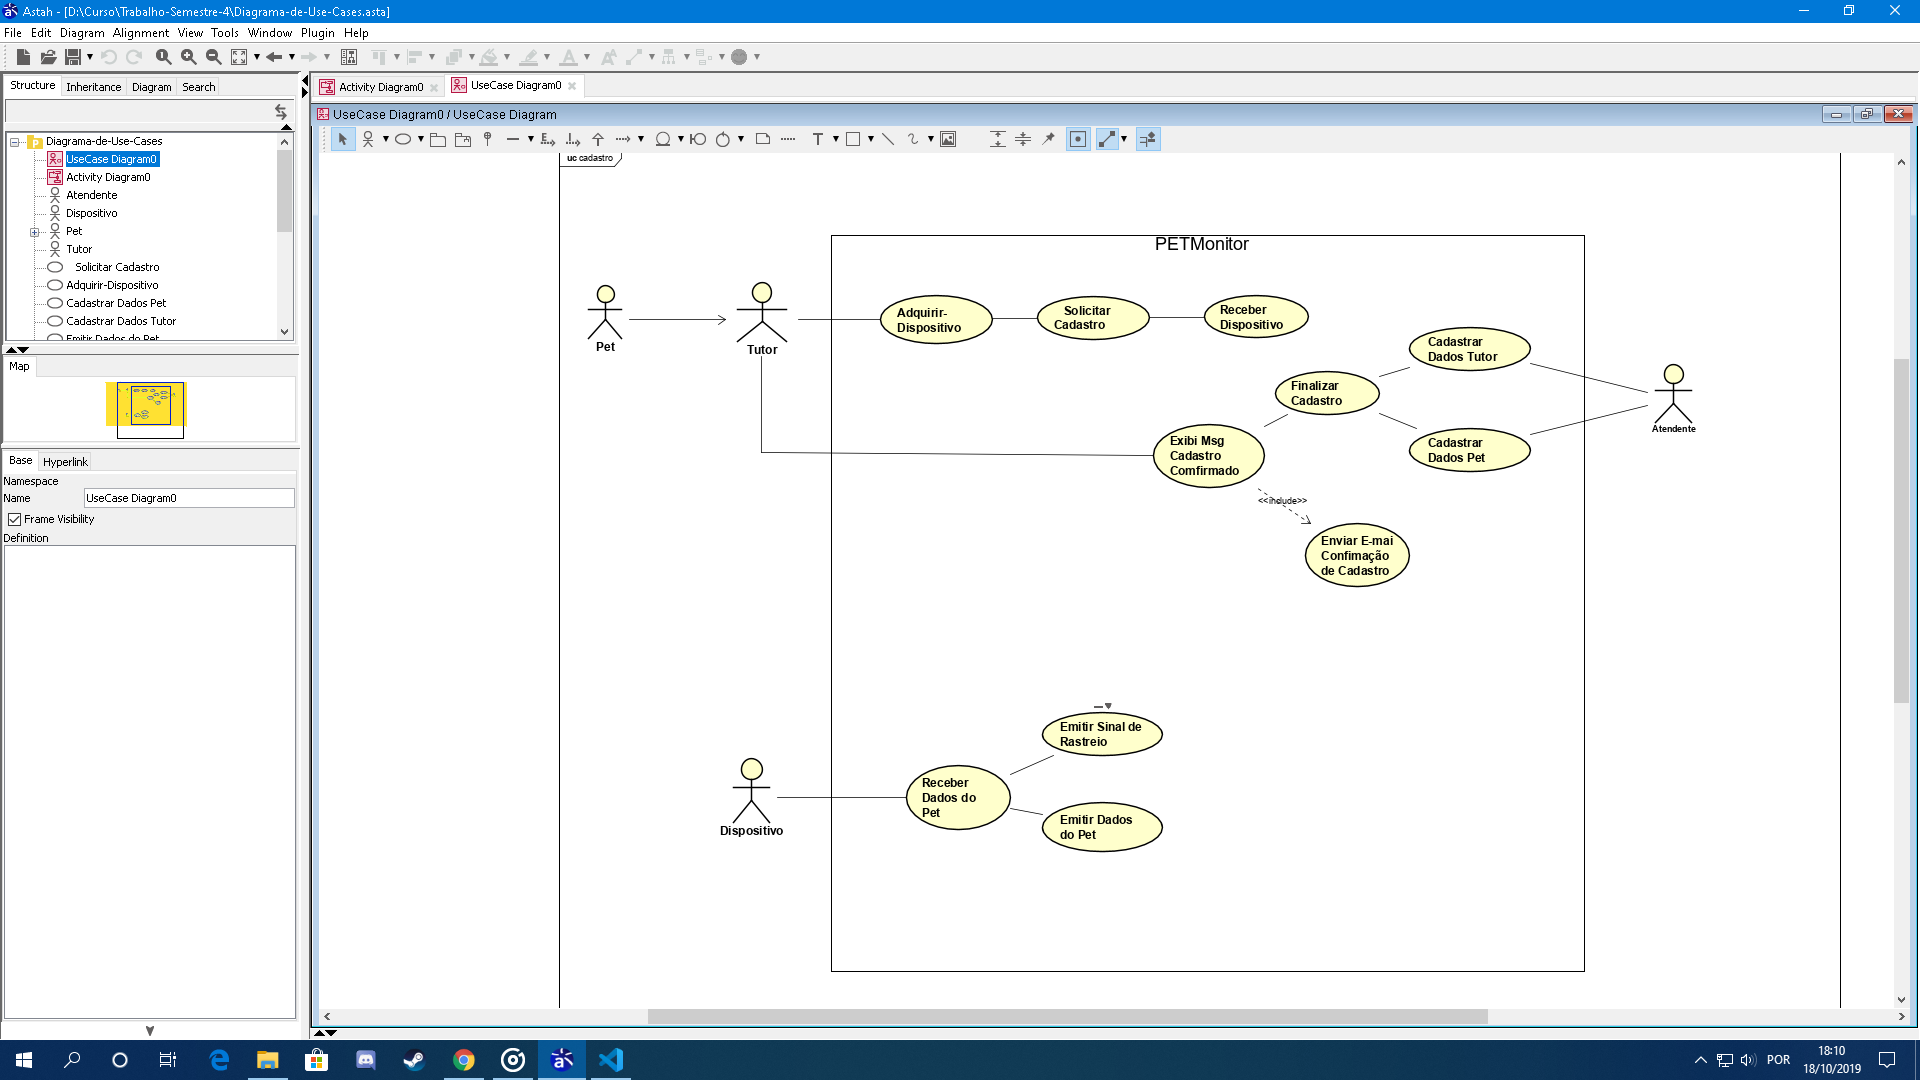 Astah - [D:\Curso\Trabalho-Semestre-4\Diagrama-de-Use-Cases.asta]
File Edit Diagram Alignment View Tools Window Plugin Help
Structure Inheritance Diagram Search
Diagrama-de-Use-Cases
UseCase Diagram0
Activity Diagram0
Atendente
Dispositivo
Pet
Tutor
Solicitar Cadastro
Adquirir-Dispositivo
Cadastrar Dados Pet
Cadastrar Dados Tutor
Emitir Dados do Pet
Map
Base Hyperlink
Namespace
Name UseCase Diagram0
Frame Visibility
Definition
Activity Diagram0 UseCase Diagram0
UseCase Diagram0 / UseCase Diagram
uc cadastro
PETMonitor
Pet
Tutor
Adquirir-
Dispositivo
Solicitar
Cadastro
Receber
Dispositivo
Cadastrar
Dados Tutor
Finalizar
Cadastro
Atendente
Exibi Msg
Cadastro
Comfirmado
Cadastrar
Dados Pet
<<include>>
Enviar E-mai
Confimação
de Cadastro
Emitir Sinal de
Rastreio
Dispositivo
Receber
Dados do
Pet
Emitir Dados
do Pet
POR
18:10
18/10/2019